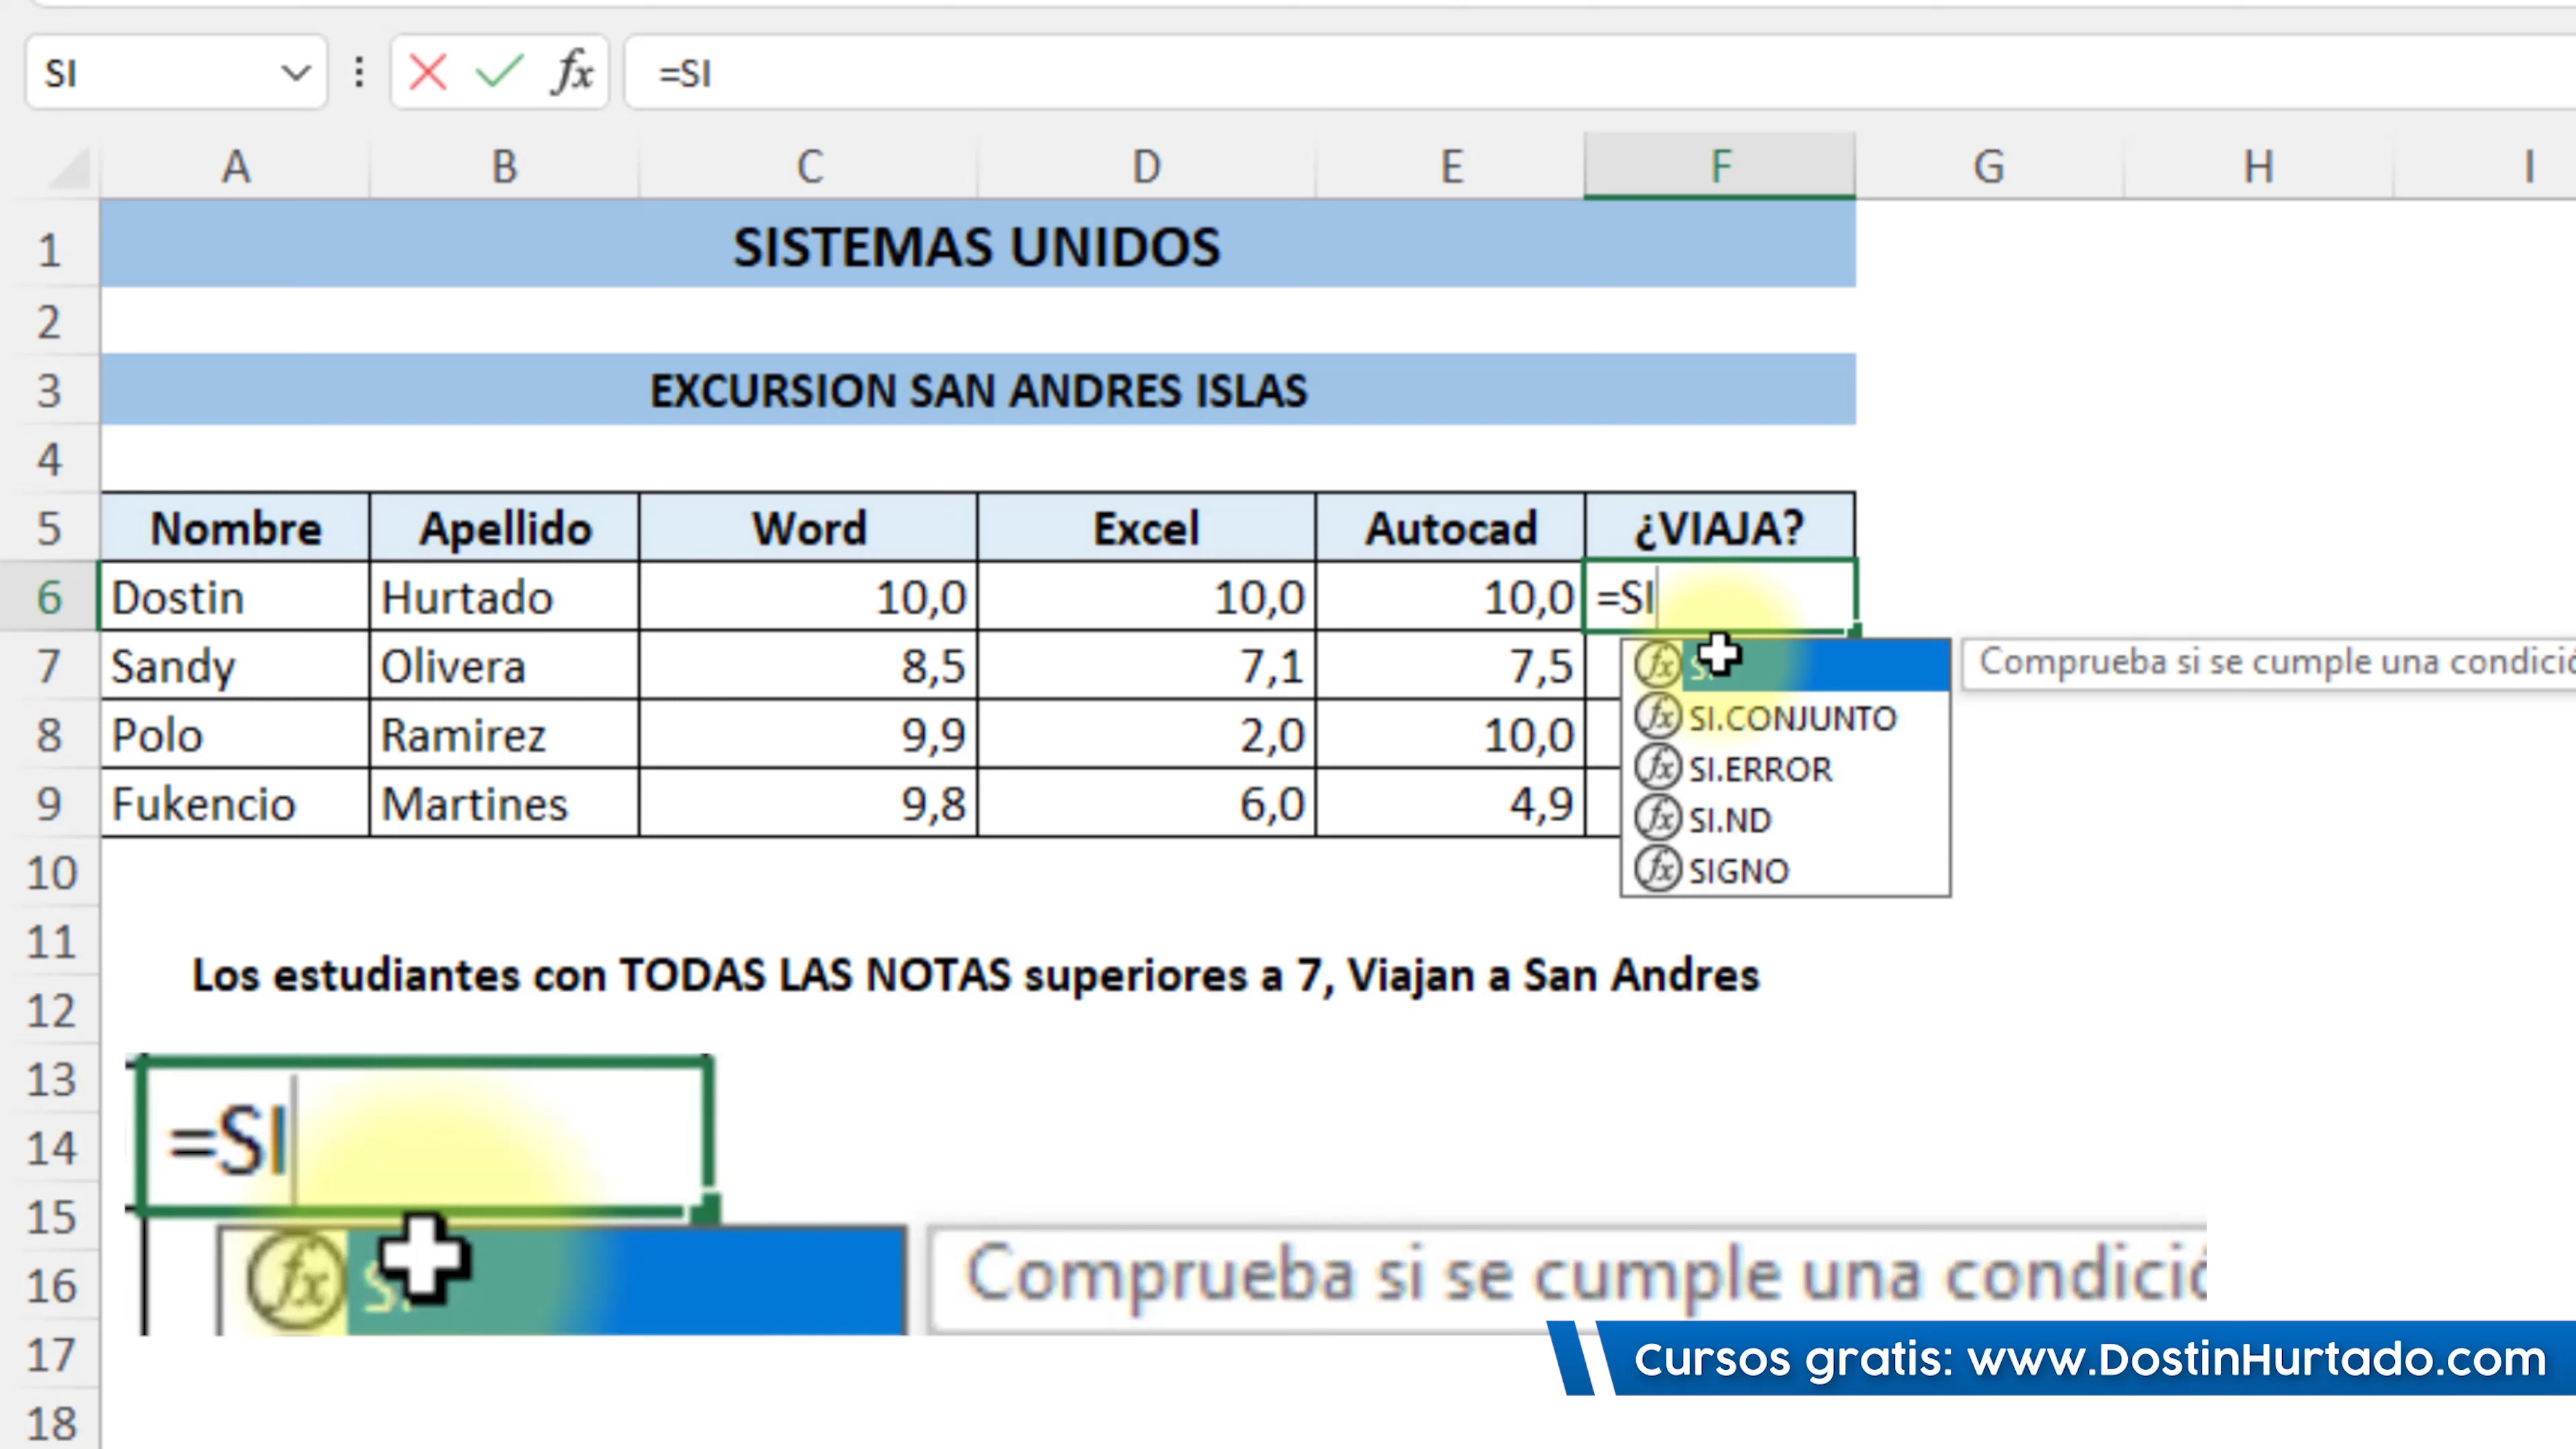 SI =SI
A B C D E F G H I
1 SISTEMAS UNIDOS
2
3 EXCURSION SAN ANDRES ISLAS
4
5 Nombre Apellido Word Excel Autocad ¿VIAJA?
6 Dostin Hurtado 10,0 10,0 10,0 =SI
7 Sandy Olivera 8,5 7,1 7,5
Comprueba si se cumple una condició
8 Polo Ramirez 9,9 2,0 10,0
9 Fukencio Martines 9,8 6,0 4,9
SI.CONJUNTO
SI.ERROR
SI.ND
SIGNO
10
11
Los estudiantes con TODAS LAS NOTAS superiores a 7, Viajan a San Andres
12
13
14 =SI
15
16 Comprueba si se cumple una condició
17
Cursos gratis: www.DostinHurtado.com
18